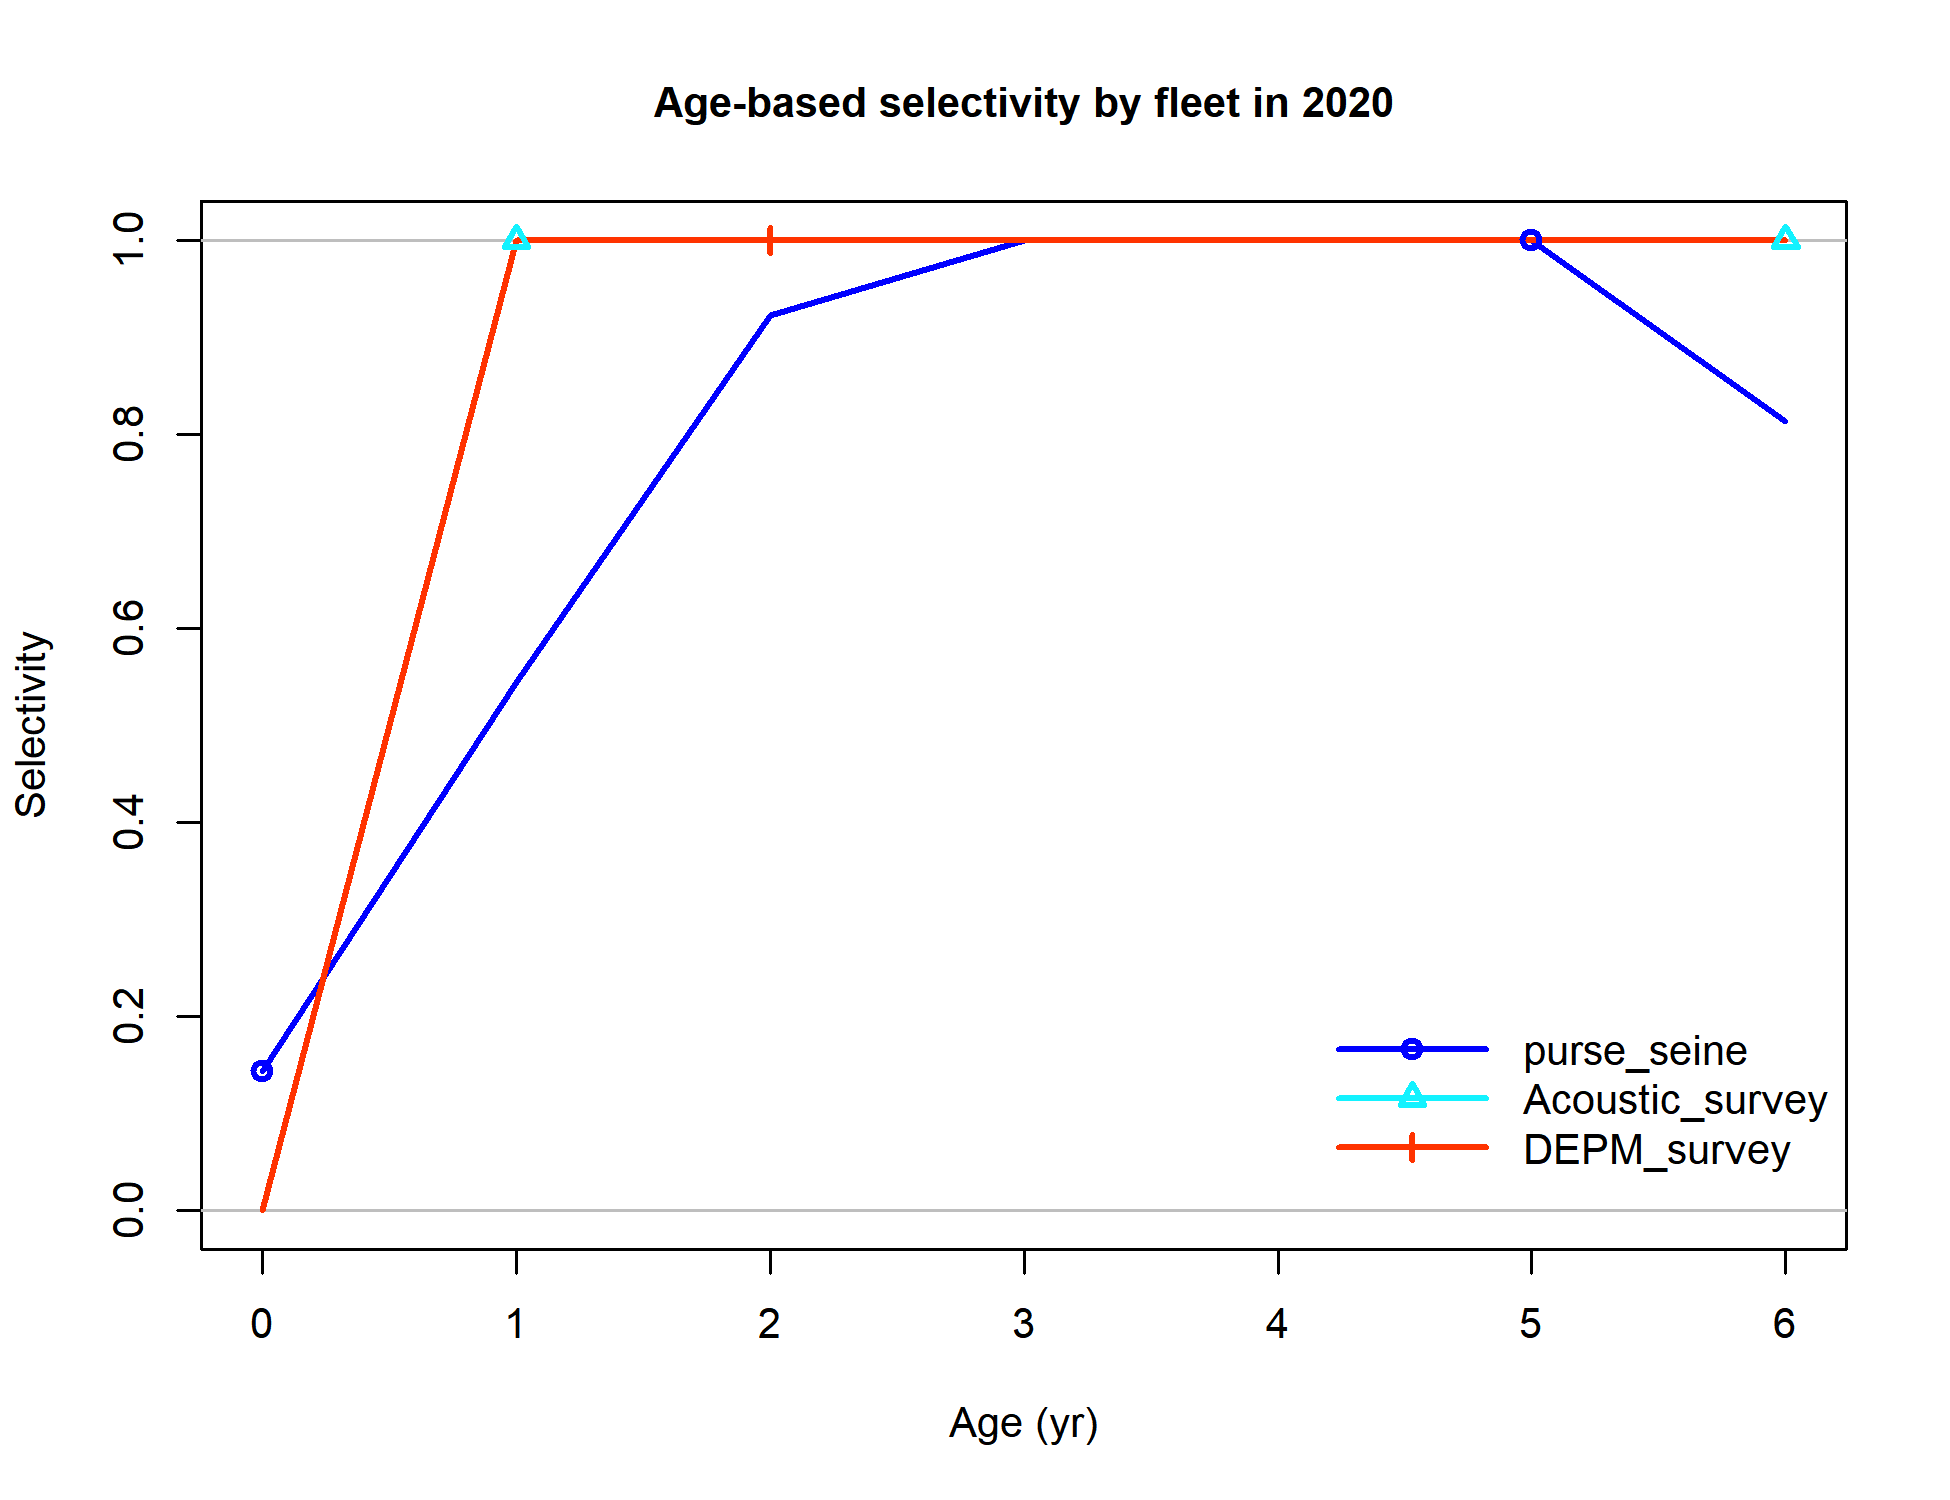 Age-based selectivity by fleet in 2020
Selectivity
1.0
0.8
0.6
0.4
0.2
0.0
purse_seine
Acoustic_survey
DEPM_survey
0 1 2 3 4 5 6
Age (yr)